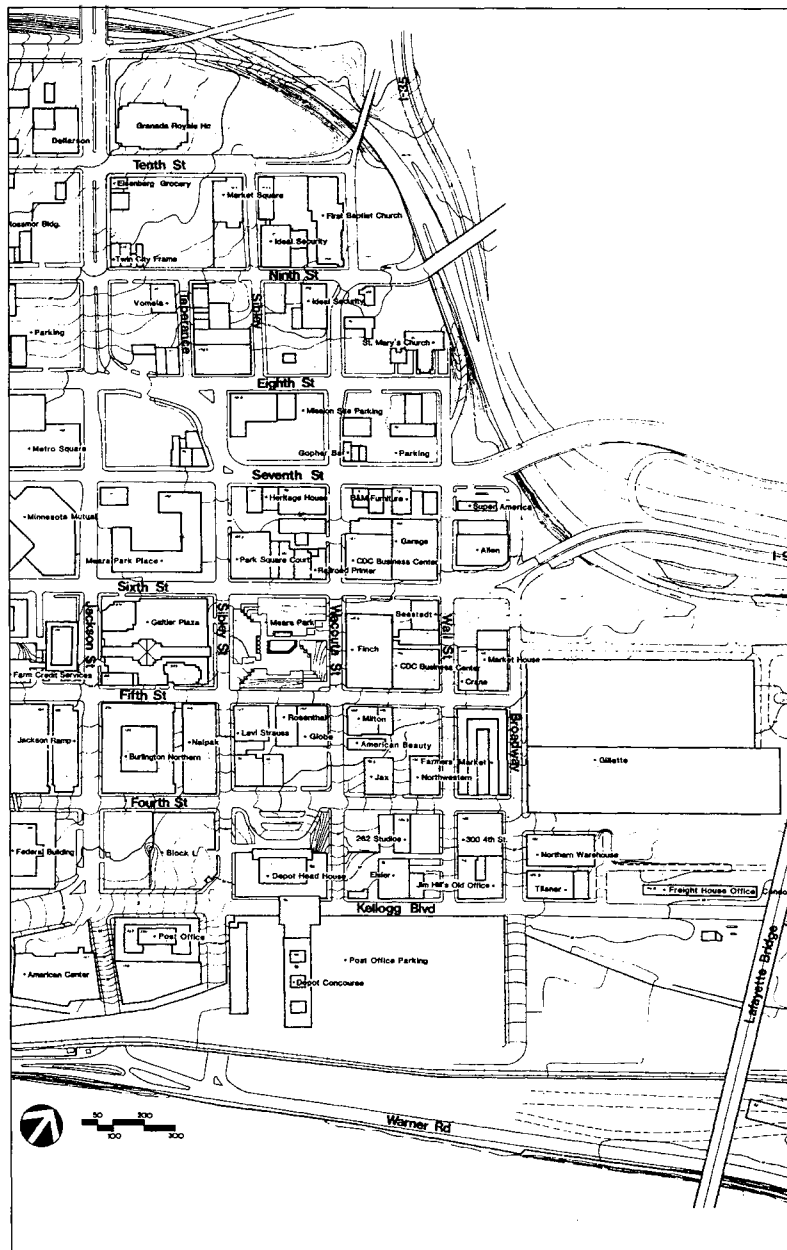 I-35
Granada Royale Ho
Tenth St
Eisenberg Grocery
Market Square
First Baptist Church
Rossmor Bldg.
Ideal Security
Twin City Frame
Ninth St
Vomela
Temperance
Sibley
Ideal Security
Parking
St. Mary's Church
Eighth St
Mission Site Parking
Metro Square
Gopher Bar
Parking
Seventh St
Minnesota Mutual
Heritage House
B&M Furniture
Super America
Garage
Mears Park Place
Park Square Court
CDC Business Center
Allen
Railroad Printer
I-9
Sixth St
Jackson St
Galtier Plaza
Sibley St
Mears Park
Wacouta St
Beestadt
Wall St
Finch
Market House
CDC Business Center
Farm Credit Services
Crane
Fifth St
Broadway
Rosenthal
Milton
Jackson Ramp
Nalpak
Levi Strauss
Globe
American Beauty
Burlington Northern
Farmers' Market
Gillette
Jax
Northwestern
Fourth St
262 Studios
300 4th St
Federal Building
Block L
Northern Warehouse
Depot Head House
Elsler
Jim Hill's Old Office
Tilsner
Freight House Office
Kellogg Blvd
Post Office
Post Office Parking
American Center
Depot Concourse
Lafayette Bridge
50 200
100 300
Warner Rd